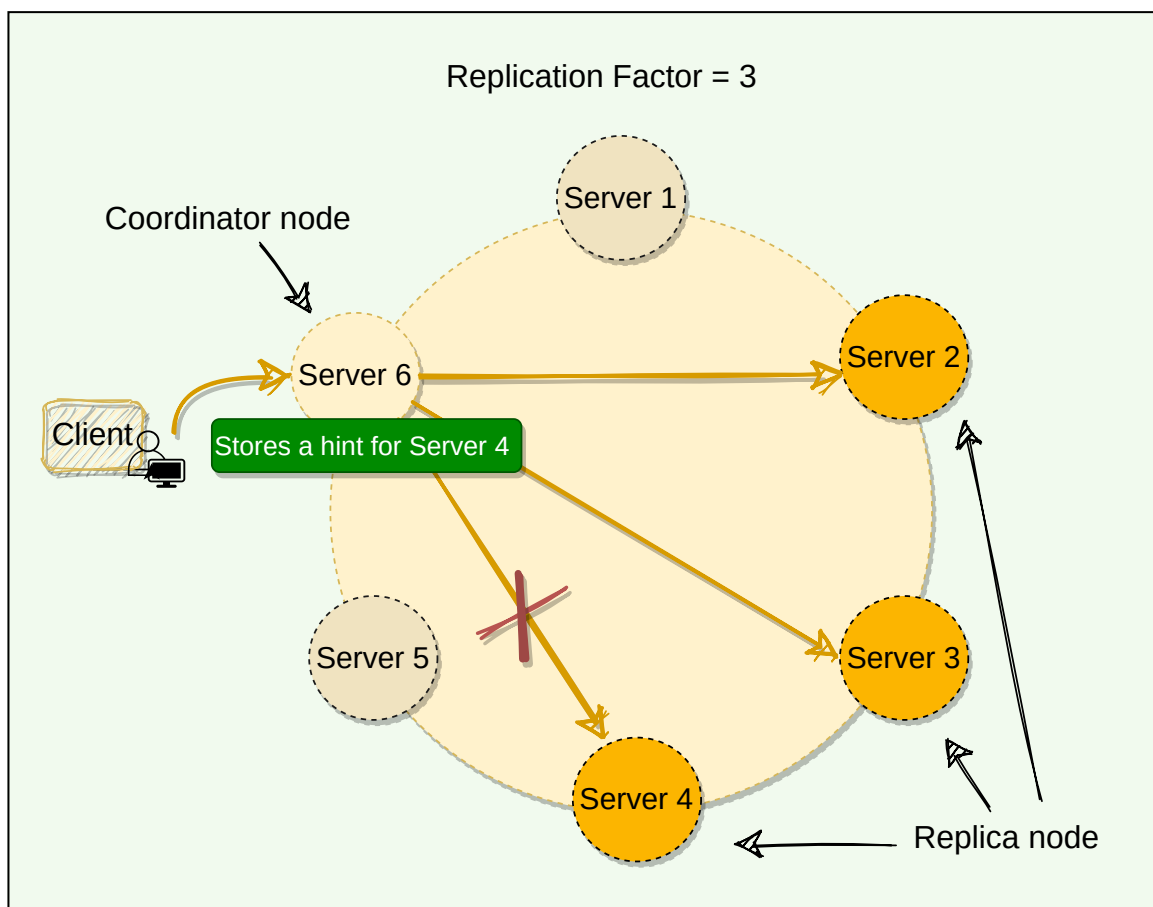 Replication Factor = 3
Server 1
Coordinator node
Server 2
Server 6
Client
Stores a hint for Server 4
Server 5
Server 3
Server 4
Replica node